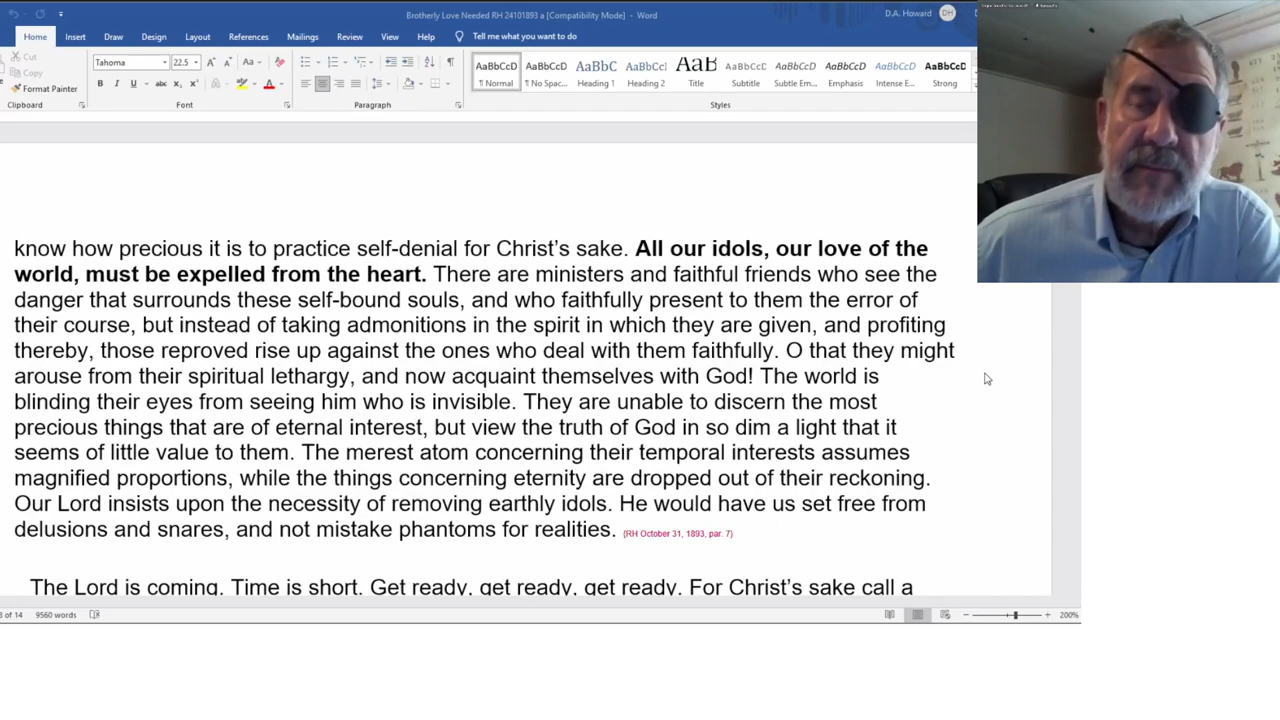 Brotherly Love Needed RH 24101893 a [Compatibility Mode] - Word
D.A. Howard DH
Home Insert Draw Design Layout References Mailings Review View Help Tell me what you want to do
Cut
Copy
Format Painter
Tahoma 22.5
AaBbCcD AaBbCcD AaBbC AaBbCcI AaB AaBbCcD AaBbCcD AaBbCcD AaBbCcD AaBbCcD
¶ Normal ¶ No Spac... Heading 1 Heading 2 Title Subtitle Subtle Em... Emphasis Intense E... Strong
Clipboard Font Paragraph Styles
know how precious it is to practice self-denial for Christ's sake. All our idols, our love of the
world, must be expelled from the heart. There are ministers and faithful friends who see the
danger that surrounds these self-bound souls, and who faithfully present to them the error of
their course, but instead of taking admonitions in the spirit in which they are given, and profiting
thereby, those reproved rise up against the ones who deal with them faithfully. O that they might
arouse from their spiritual lethargy, and now acquaint themselves with God! The world is
blinding their eyes from seeing him who is invisible. They are unable to discern the most
precious things that are of eternal interest, but view the truth of God in so dim a light that it
seems of little value to them. The merest atom concerning their temporal interests assumes
magnified proportions, while the things concerning eternity are dropped out of their reckoning.
Our Lord insists upon the necessity of removing earthly idols. He would have us set free from
delusions and snares, and not mistake phantoms for realities. {RH October 31, 1893, par. 7}
The Lord is coming. Time is short. Get ready, get ready, get ready. For Christ's sake call a
of 14 9560 words 200%